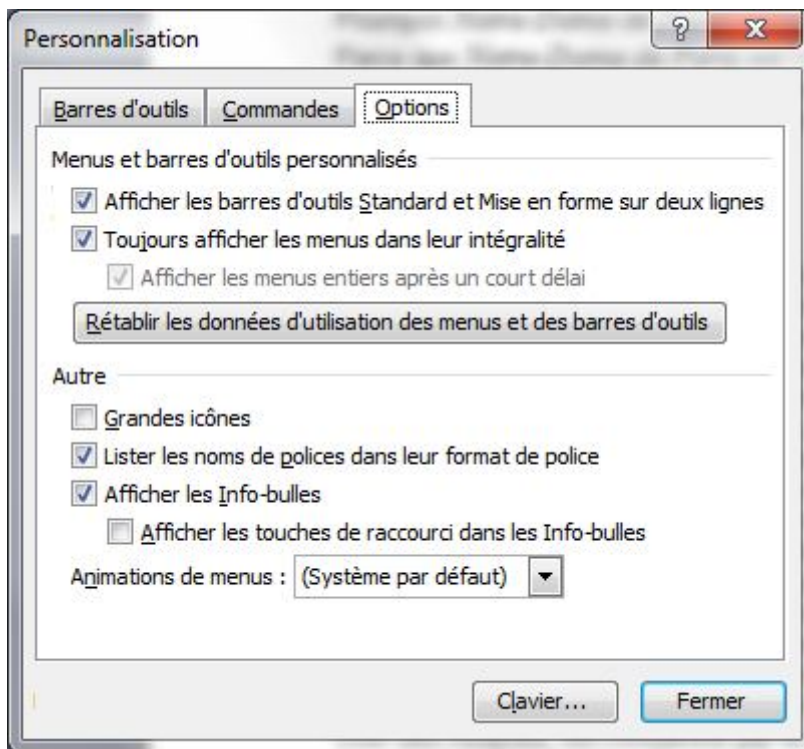 Personnalisation
Barres d'outils Commandes Options
Menus et barres d'outils personnalisés
Afficher les barres d'outils Standard et Mise en forme sur deux lignes
Toujours afficher les menus dans leur intégralité
Afficher les menus entiers après un court délai
Rétablir les données d'utilisation des menus et des barres d'outils
Autre
Grandes icônes
Lister les noms de polices dans leur format de police
Afficher les Info-bulles
Afficher les touches de raccourci dans les Info-bulles
Animations de menus : (Système par défaut)
Clavier... Fermer